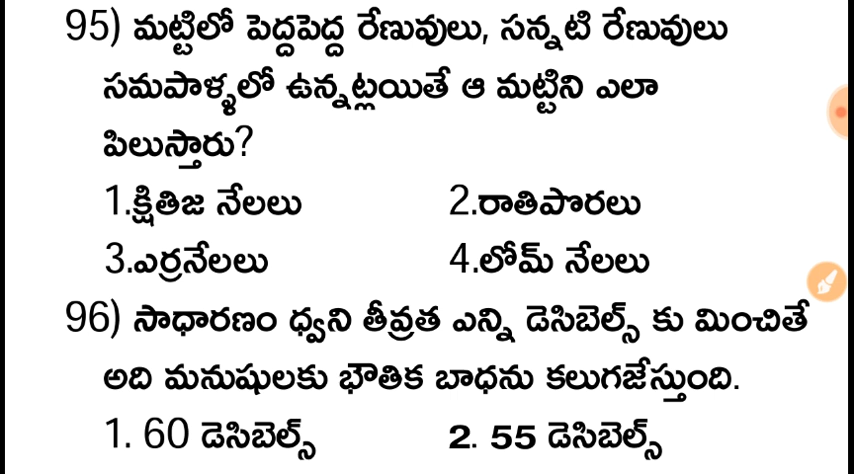 95) మట్టిలో పెద్దపెద్ద రేణువులు, సన్నటి రేణువులు
సమపాళ్ళలో ఉన్నట్లయితే ఆ మట్టిని ఎలా
పిలుస్తారు?
1.క్షితిజ నేలలు 2.రాతిపొరలు
3.ఎర్రనేలలు 4.లోమ్ నేలలు
96) సాధారణం ధ్వని తీవ్రత ఎన్ని డెసిబెల్స్ కు మించితే
అది మనుషులకు భౌతిక బాధను కలుగజేస్తుంది.
1. 60 డెసిబెల్స్ 2. 55 డెసిబెల్స్